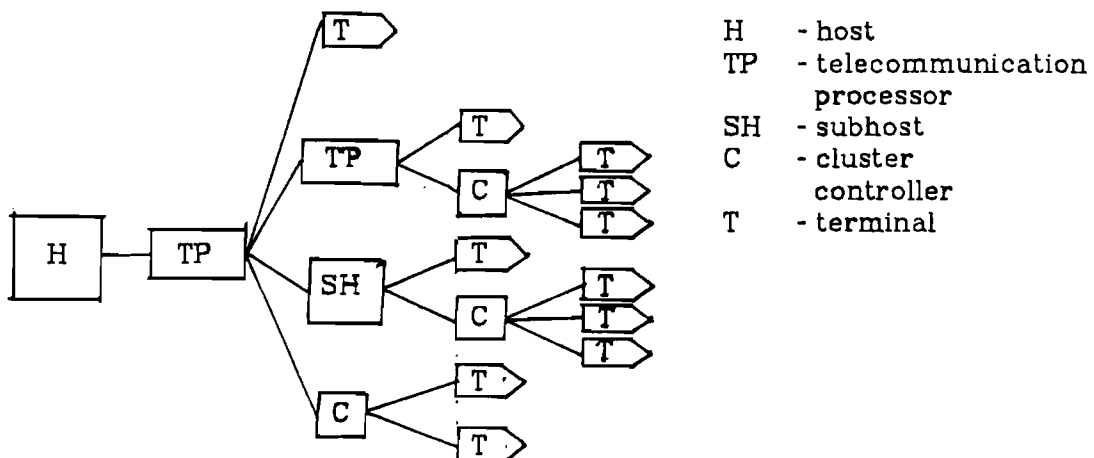 T
H - host
TP - telecommunication
processor
SH - subhost
C - cluster
controller
T - terminal
T
TP
T
C
T
T
H
TP
T
SH
T
C
T
T
T
C
T